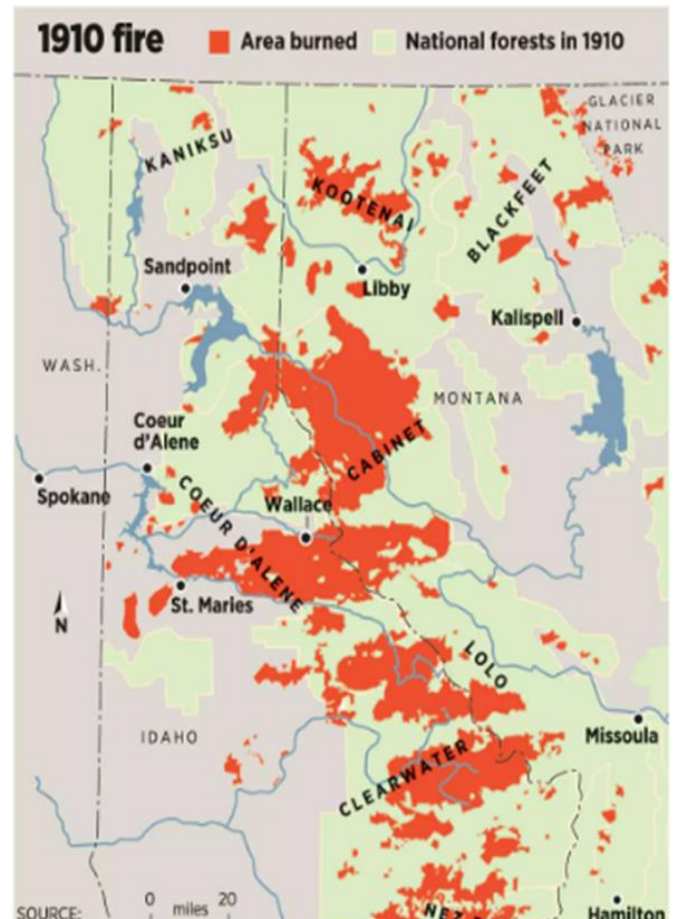 1910 fire
Area burned
National forests in 1910
GLACIER
NATIONAL
PARK
KANIKSU
KOOTENAI
BLACKFEET
Sandpoint
Libby
Kalispell
WASH.
MONTANA
Coeur
d'Alene
CABINET
Spokane
COEUR D'ALENE
Wallace
N
St. Maries
LOLO
IDAHO
Missoula
CLEARWATER
0 miles 20
Hamilton
SOURCE: